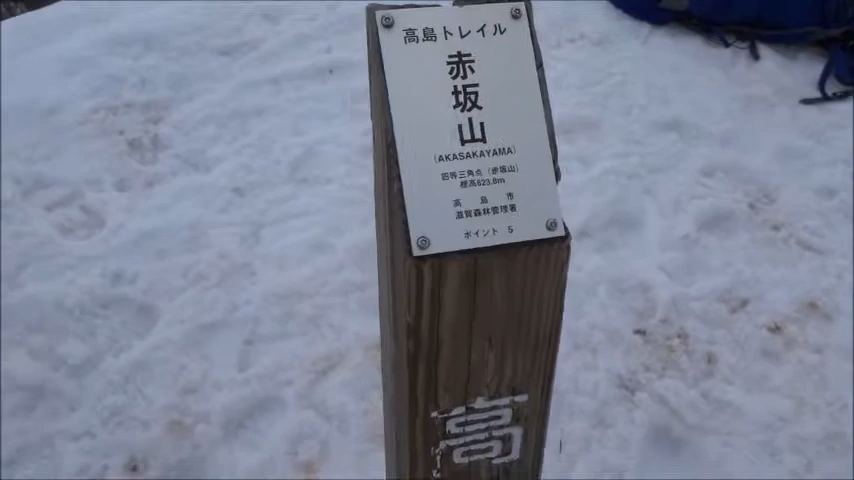 高島トレイル
赤坂山
(AKASAKAYAMA)
四等三角点（赤坂山）
標高823.8m
高島市
滋賀森林管理署
ポイント 5
高